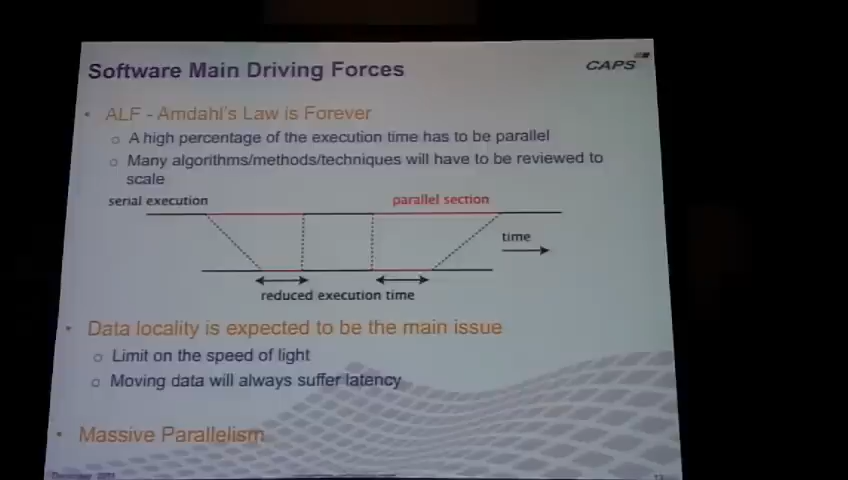 Software Main Driving Forces
CAPS
• ALF - Amdahl's Law is Forever
o A high percentage of the execution time has to be parallel
o Many algorithms/methods/techniques will have to be reviewed to
scale
serial execution
parallel section
time
reduced execution time
• Data locality is expected to be the main issue
o Limit on the speed of light
o Moving data will always suffer latency
• Massive Parallelism